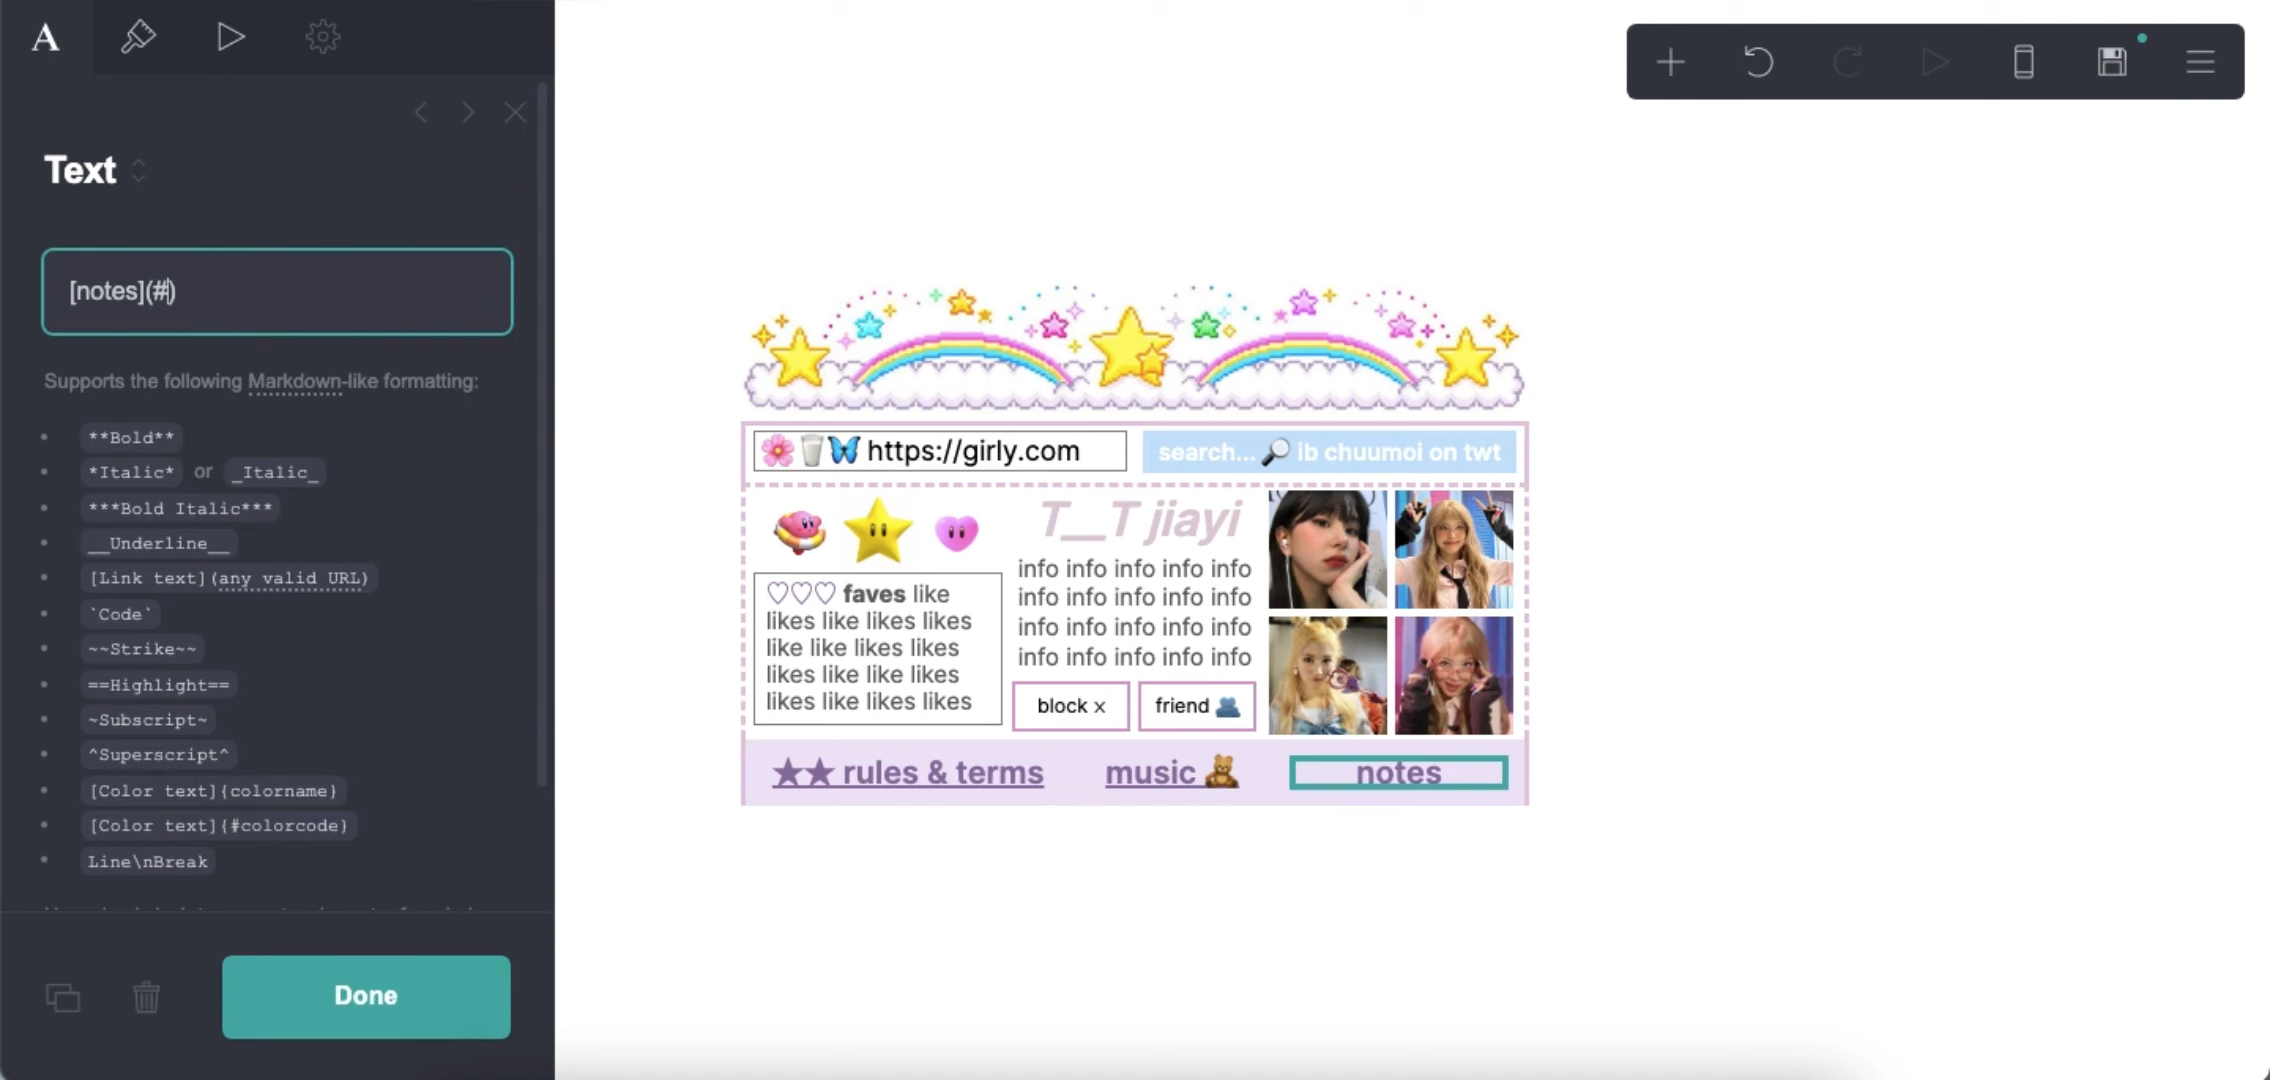 A
Text
[notes](#)
Supports the following Markdown-like formatting:
**Bold**
*Italic* or _Italic_
***Bold Italic***
__Underline__
[Link text](any valid URL)
`Code`
~~Strike~~
==Highlight==
~Subscript~
^Superscript^
[Color text]{colorname}
[Color text]{#colorcode}
Line\nBreak
Done
🌸🥛🦋 https://girly.com
search...🔎 ib chuumoi on twt
T__T jiayi
♡♡♡ faves like
likes like likes likes
like like likes likes
likes like like likes
likes like likes likes
info info info info info
info info info info info
info info info info info
info info info info info
block x
friend 👥
★★ rules & terms
music 🧸
notes